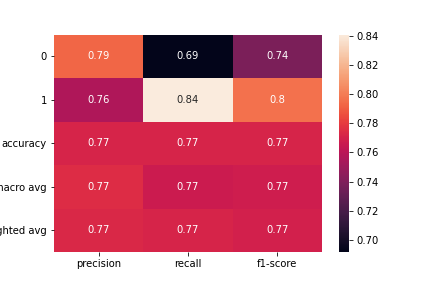 0 0.79 0.69 0.74
1 0.76 0.84 0.8
accuracy 0.77 0.77 0.77
nacro avg 0.77 0.77 0.77
ghted avg 0.77 0.77 0.77
precision recall f1-score
0.84
0.82
0.80
0.78
0.76
0.74
0.72
0.70